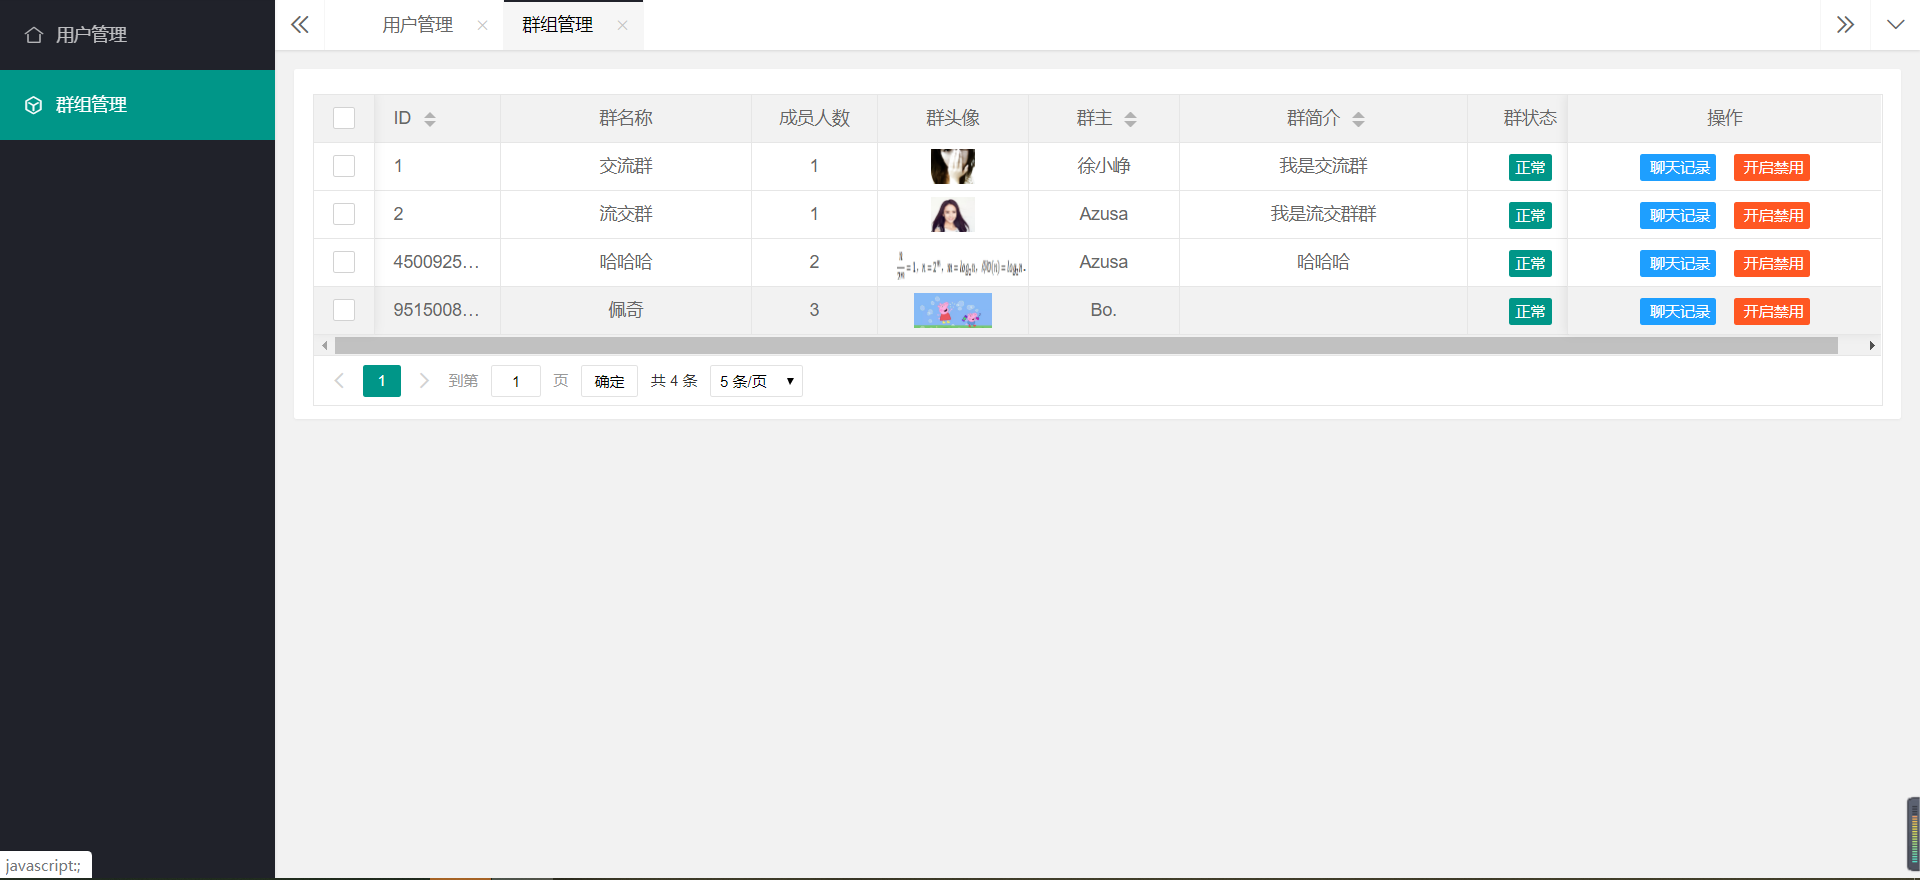 用户管理
群组管理
用户管理 群组管理
ID 群名称 成员人数 群头像 群主 群简介 群状态 操作
1 交流群 1 徐小峥 我是交流群 正常 聊天记录 开启禁用
2 流交群 1 Azusa 我是流交群群 正常 聊天记录 开启禁用
4500925... 哈哈哈 2 Azusa 哈哈哈 正常 聊天记录 开启禁用
9515008... 佩奇 3 Bo. 正常 聊天记录 开启禁用
1 到第 1 页 确定 共 4 条 5 条/页
javascript:;